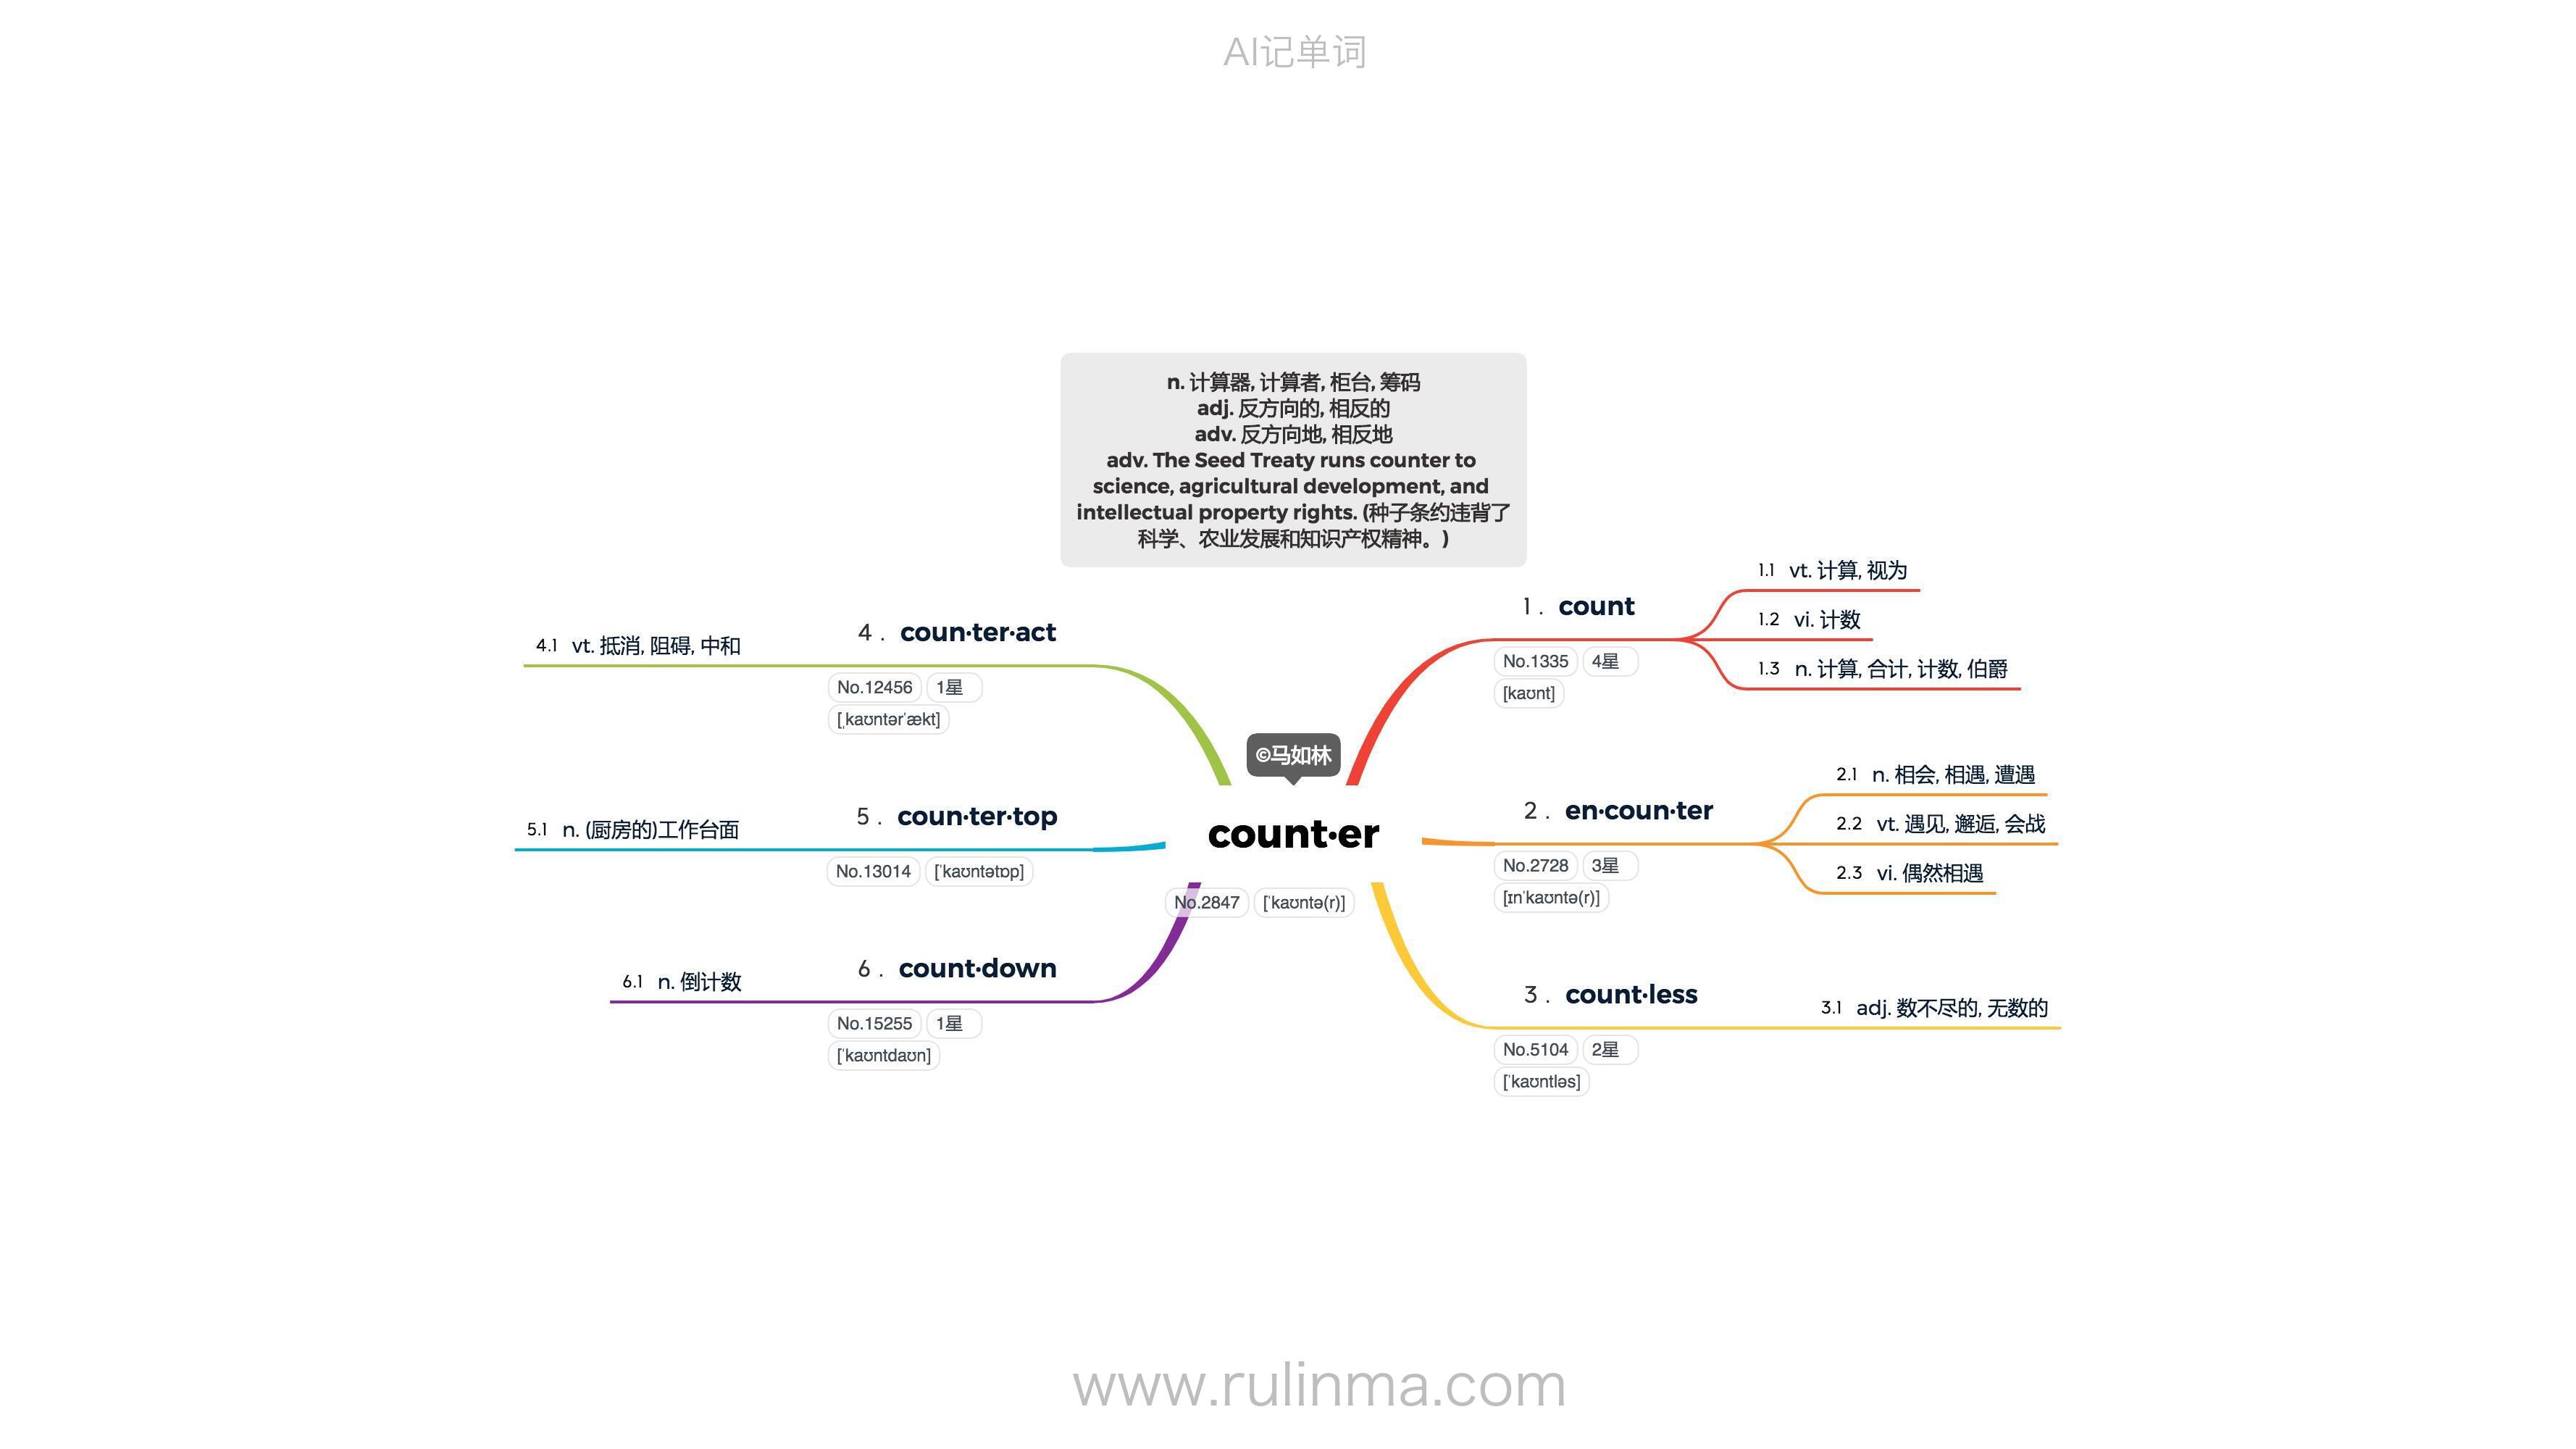 AI记单词
n. 计算器, 计算者, 柜台, 筹码
adj. 反方向的, 相反的
adv. 反方向地, 相反地
adv. The Seed Treaty runs counter to
science, agricultural development, and
intellectual property rights. (种子条约违背了
科学、农业发展和知识产权精神。)
©马如林
count·er
No.2847 [ˈkaʊntə(r)]
1 . count
No.1335 4星
[kaʊnt]
1.1 vt. 计算, 视为
1.2 vi. 计数
1.3 n. 计算, 合计, 计数, 伯爵
2 . en·coun·ter
No.2728 3星
[ɪnˈkaʊntə(r)]
2.1 n. 相会, 相遇, 遭遇
2.2 vt. 遇见, 邂逅, 会战
2.3 vi. 偶然相遇
3 . count·less
No.5104 2星
[ˈkaʊntləs]
3.1 adj. 数不尽的, 无数的
4 . coun·ter·act
No.12456 1星
[ˌkaʊntərˈækt]
4.1 vt. 抵消, 阻碍, 中和
5 . coun·ter·top
No.13014 [ˈkaʊntətɒp]
5.1 n. (厨房的)工作台面
6 . count·down
No.15255 1星
[ˈkaʊntdaʊn]
6.1 n. 倒计数
www.rulinma.com